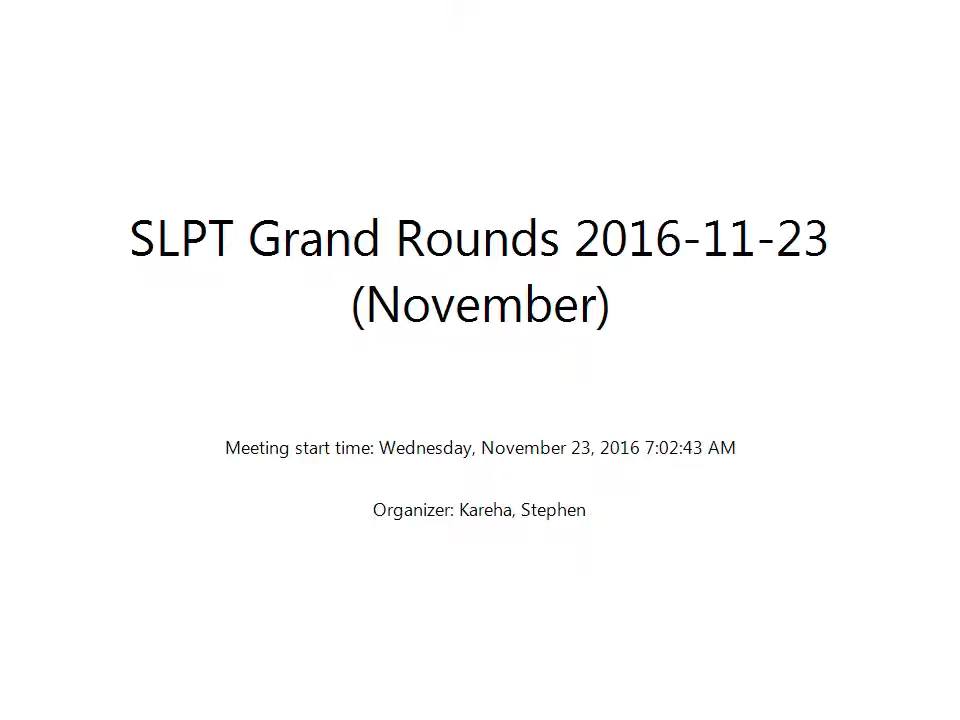 SLPT Grand Rounds 2016-11-23
(November)
Meeting start time: Wednesday, November 23, 2016 7:02:43 AM
Organizer: Kareha, Stephen